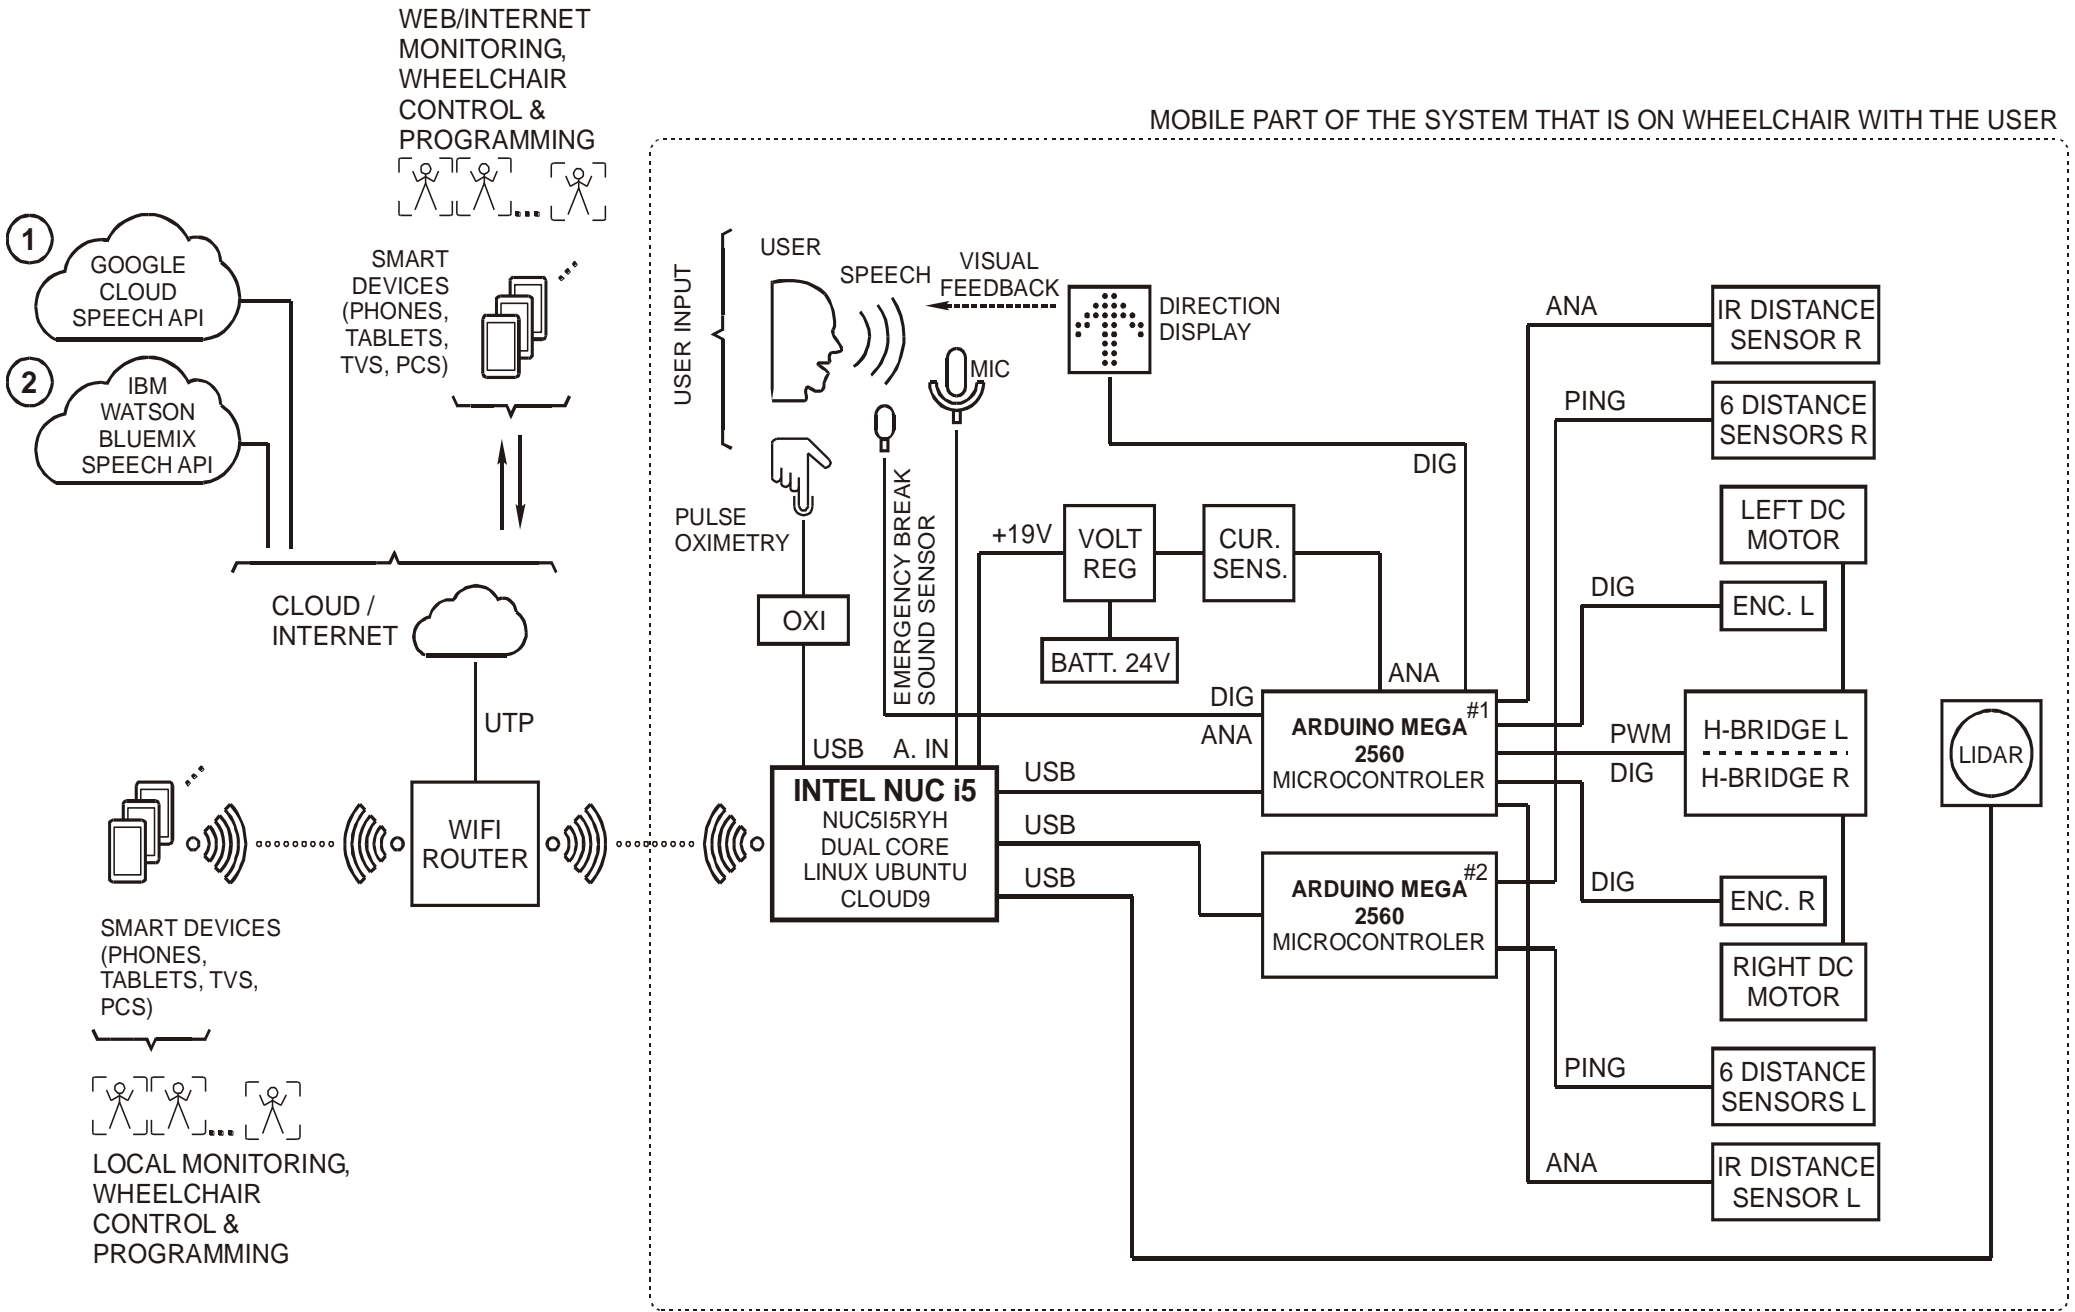 WEB/INTERNET
MONITORING,
WHEELCHAIR
CONTROL &
PROGRAMMING
MOBILE PART OF THE SYSTEM THAT IS ON WHEELCHAIR WITH THE USER
1
GOOGLE
CLOUD
SPEECH API
2
IBM
WATSON
BLUEMIX
SPEECH API
SMART
DEVICES
(PHONES,
TABLETS,
TVS, PCS)
CLOUD /
INTERNET
UTP
WIFI
ROUTER
SMART DEVICES
(PHONES,
TABLETS, TVS,
PCS)
LOCAL MONITORING,
WHEELCHAIR
CONTROL &
PROGRAMMING
USER INPUT
USER
SPEECH
VISUAL
FEEDBACK
DIRECTION
DISPLAY
MIC
PULSE
OXIMETRY
OXI
EMERGENCY BREAK
SOUND SENSOR
+19V
VOLT
REG
CUR.
SENS.
BATT. 24V
DIG
ANA
DIG
ANA
USB
A. IN
INTEL NUC i5
NUC5I5RYH
DUAL CORE
LINUX UBUNTU
CLOUD9
USB
USB
USB
ARDUINO MEGA #1
2560
MICROCONTROLER
ARDUINO MEGA #2
2560
MICROCONTROLER
ANA
IR DISTANCE
SENSOR R
PING
6 DISTANCE
SENSORS R
LEFT DC
MOTOR
DIG
ENC. L
PWM
DIG
H-BRIDGE L
H-BRIDGE R
LIDAR
DIG
ENC. R
RIGHT DC
MOTOR
PING
6 DISTANCE
SENSORS L
ANA
IR DISTANCE
SENSOR L